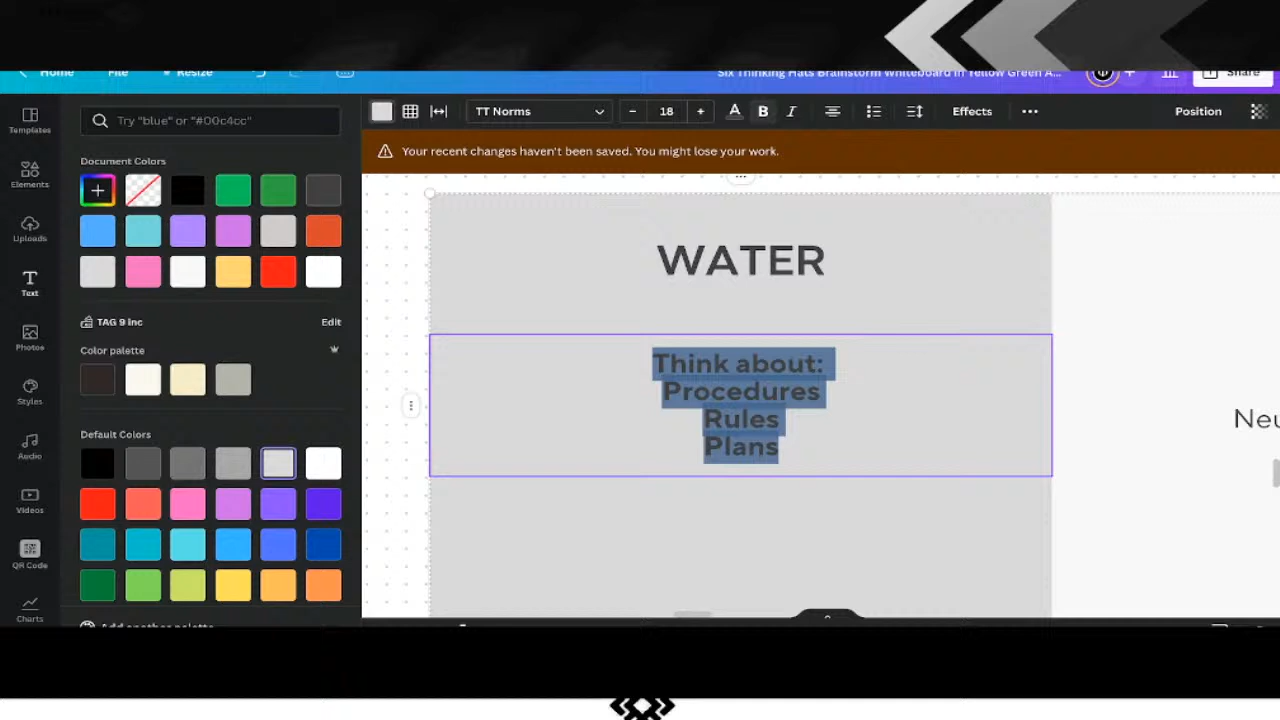 Home File Resize Six Thinking Hats Brainstorm Whiteboard in Yellow Green A... Share
Templates
Elements
Uploads
Text
Photos
Styles
Audio
Videos
QR Code
Charts
Try "blue" or "#00c4cc"
Document Colors
TAG 9 Inc Edit
Color palette
Default Colors
Add another palette
TT Norms – 18 + A B I Effects ... Position
Your recent changes haven't been saved. You might lose your work.
WATER
Think about:
Procedures
Rules
Plans
Neu